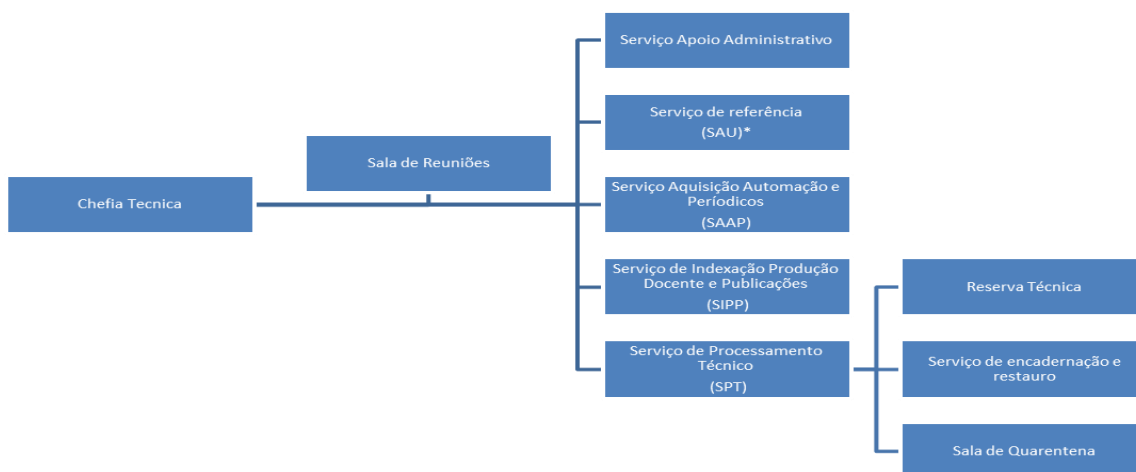 Chefia Tecnica
Sala de Reuniões
Serviço Apoio Administrativo
Serviço de referência
(SAU)*
Serviço Aquisição Automação e
Períodicos
(SAAP)
Serviço de Indexação Produção
Docente e Publicações
(SIPP)
Serviço de Processamento
Técnico
(SPT)
Reserva Técnica
Serviço de encadernação e
restauro
Sala de Quarentena